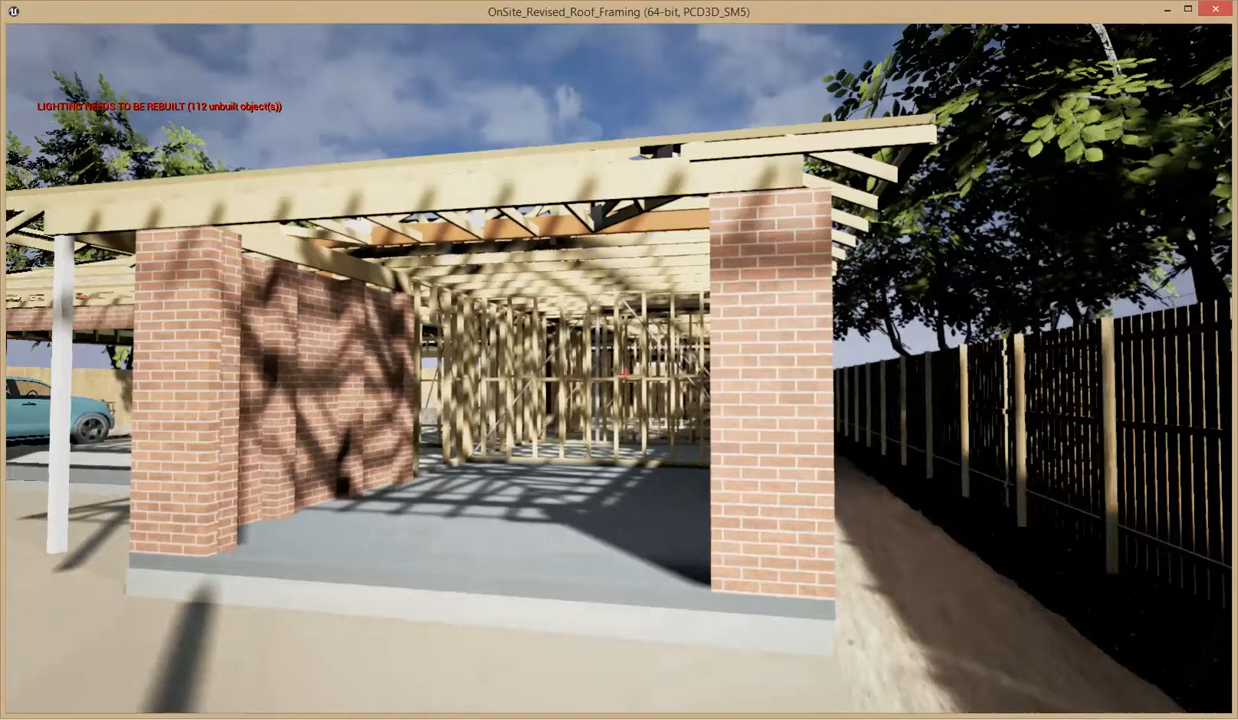 OnSite_Revised_Roof_Framing (64-bit, PCD3D_SM5)
LIGHTING NEEDS TO BE REBUILT (112 unbuilt object(s))